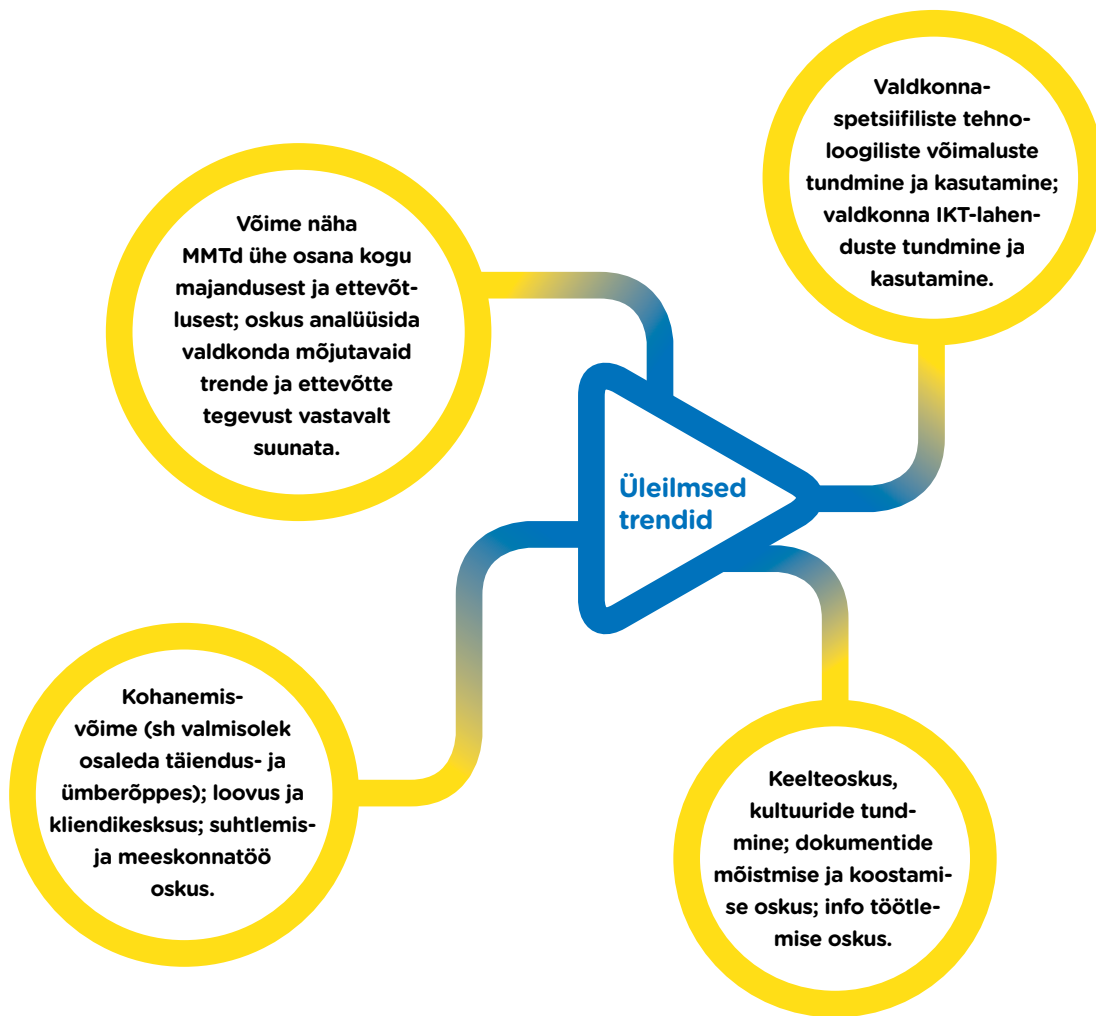 Valdkonna-
spetsiifiliste tehno-
loogiliste võimaluste
tundmine ja kasutamine;
valdkonna IKT-lahen-
duste tundmine ja
kasutamine.
Võime näha
MMTd ühe osana kogu
majandusest ja ettevõt-
lusest; oskus analüüsida
valdkonda mõjutavaid
trende ja ettevõtte
tegevust vastavalt
suunata.
Üleilmsed
trendid
Kohanemis-
võime (sh valmisolek
osaleda täiendus- ja
ümberõppes); loovus ja
kliendikesksus; suhtlemis-
ja meeskonnatöö
oskus.
Keelteoskus,
kultuuride tund-
mine; dokumentide
mõistmise ja koostami-
se oskus; info töötle-
mise oskus.